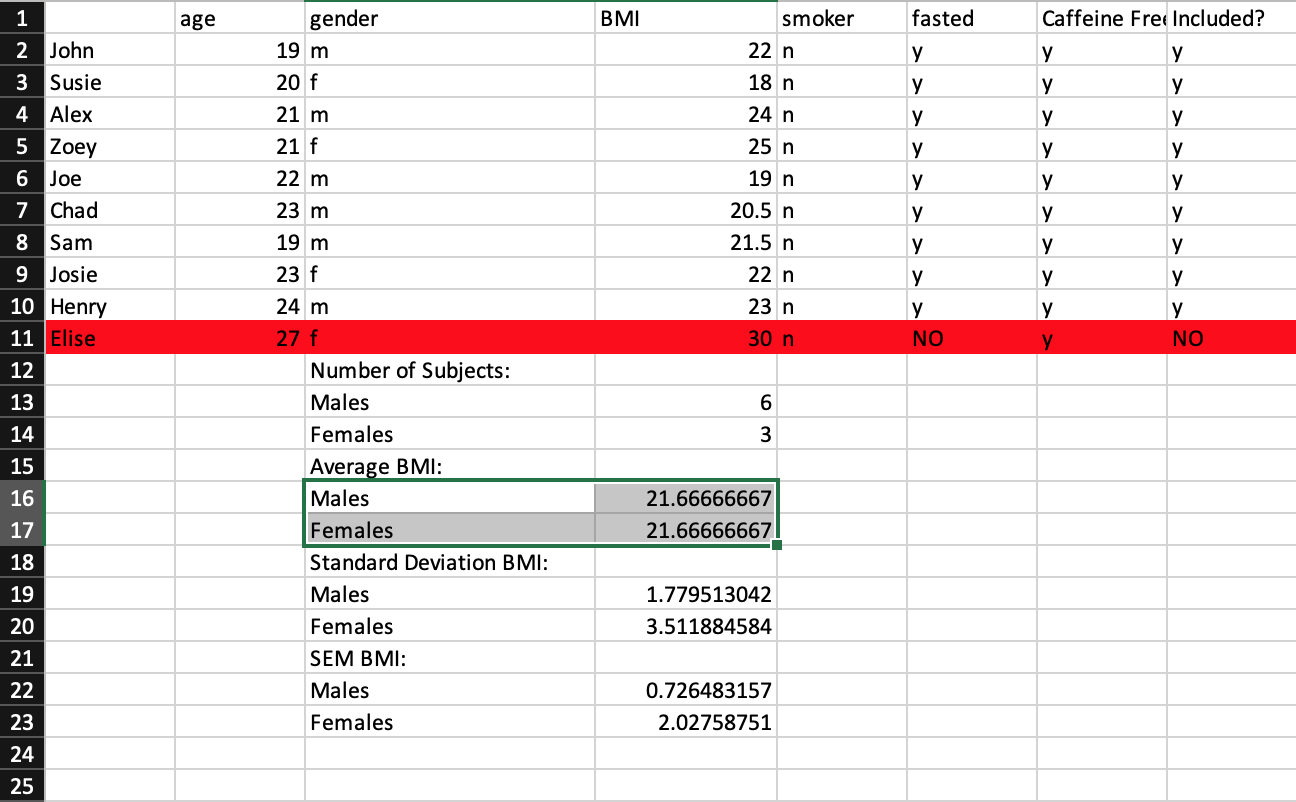 1 age gender BMI smoker fasted Caffeine Free Included?
2 John 19 m 22 n y y y
3 Susie 20 f 18 n y y y
4 Alex 21 m 24 n y y y
5 Zoey 21 f 25 n y y y
6 Joe 22 m 19 n y y y
7 Chad 23 m 20.5 n y y y
8 Sam 19 m 21.5 n y y y
9 Josie 23 f 22 n y y y
10 Henry 24 m 23 n y y y
11 Elise 27 f 30 n NO y NO
12 Number of Subjects:
13 Males 6
14 Females 3
15 Average BMI:
16 Males 21.66666667
17 Females 21.66666667
18 Standard Deviation BMI:
19 Males 1.779513042
20 Females 3.511884584
21 SEM BMI:
22 Males 0.726483157
23 Females 2.02758751
24
25